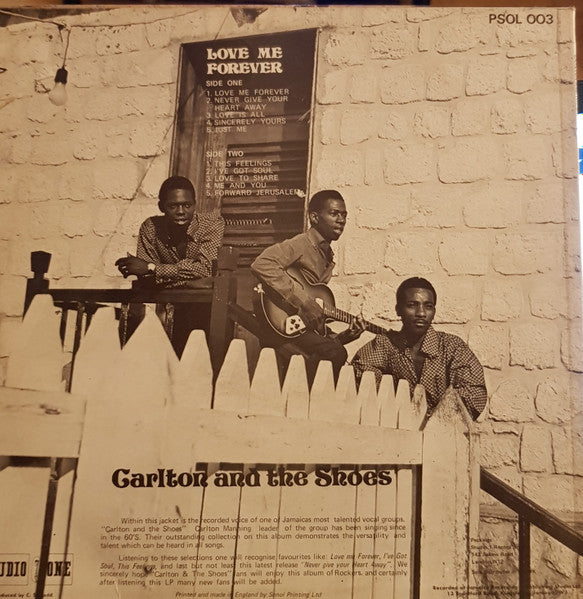 PSOL 003
LOVE ME
FOREVER
SIDE ONE
1. LOVE ME FOREVER
2. NEVER GIVE YOUR
HEART AWAY
3. LOVE IS ALL
4. SINCERELY YOURS
5. JUST ME
SIDE TWO
1. THIS FEELINGS
2. I'VE GOT SOUL
3. LOVE TO SHARE
4. ME AND YOU
5. FORWARD JERUSALEM
Carlton and the Shoes
Within this jacket is the recorded voice of one of Jamaicas most talented vocal groups,
"Carlton and the Shoes" Carlton Manning leader of the group has been singing since
in the 60'S. Their outstanding collection on this album demonstrates the versatility and
talent which can be heard in all songs.
Listening to these selections one will recognise favourites like: Love me Forever, I've Got
Soul, This Feelings, and last but not least this latest release "Never give your Heart Away". We
sincerely hope Carlton & The Shoes fans will enjoy this album of Rockers, and certainly
after listening this LP many new fans will be added.
UDIO ONE
Produced by C.
Printed and made in England by Senol Printing Ltd
Package
Recorded at